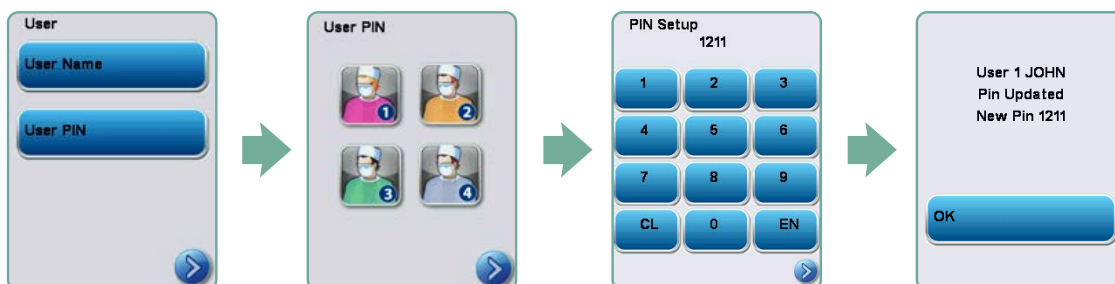 User
User Name
User PIN
User PIN
1
2
3
4
PIN Setup
1211
1 2 3
4 5 6
7 8 9
CL 0 EN
User 1 JOHN
Pin Updated
New Pin 1211
OK